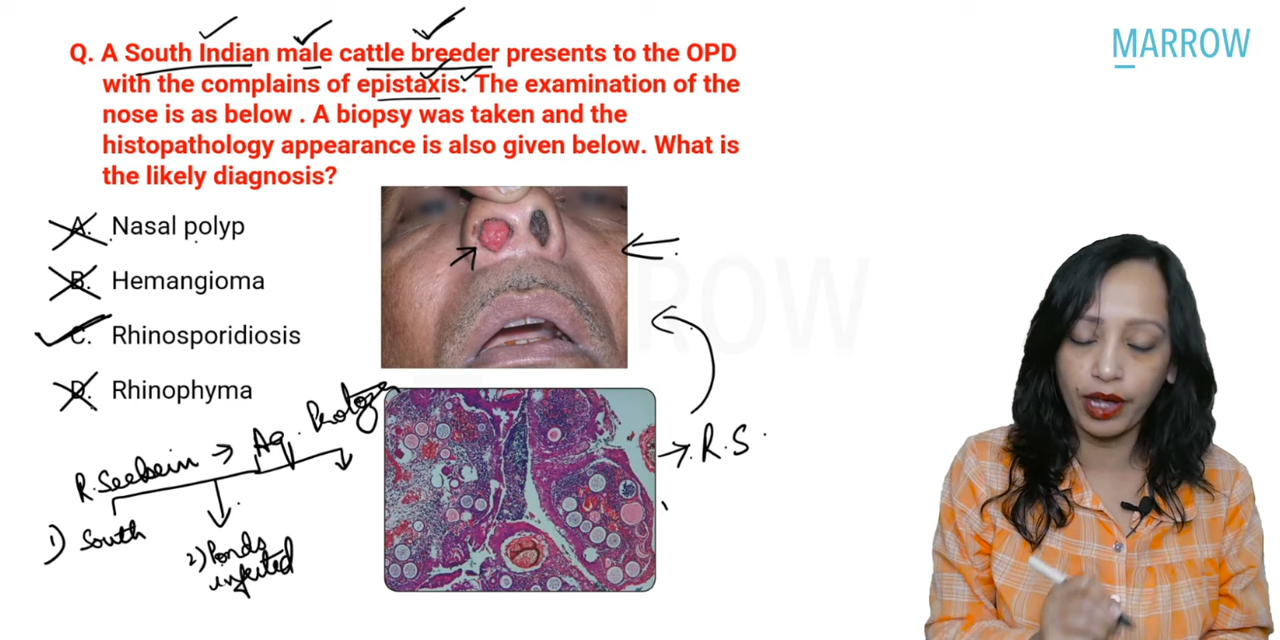 MARROW
Q. A South Indian male cattle breeder presents to the OPD
with the complains of epistaxis. The examination of the
nose is as below . A biopsy was taken and the
histopathology appearance is also given below. What is
the likely diagnosis?
A. Nasal polyp
B. Hemangioma
C. Rhinosporidiosis
D. Rhinophyma
R. Seeberi → Aq. Protozoa
1) South
2) Ponds
infected
→ R.S.